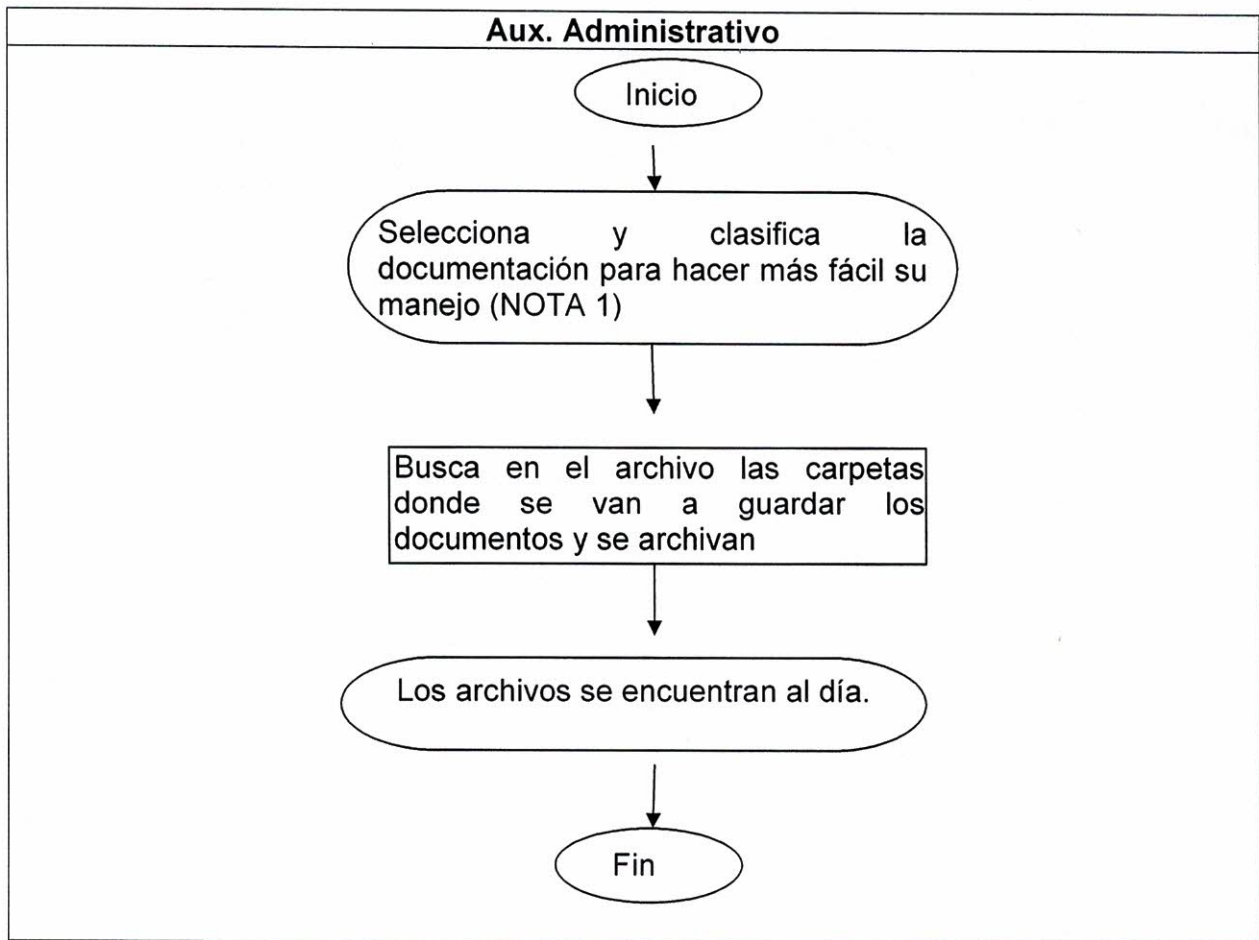 Aux. Administrativo
Inicio
Selecciona y clasifica la
documentación para hacer más fácil su
manejo (NOTA 1)
Busca en el archivo las carpetas
donde se van a guardar los
documentos y se archivan
Los archivos se encuentran al día.
Fin